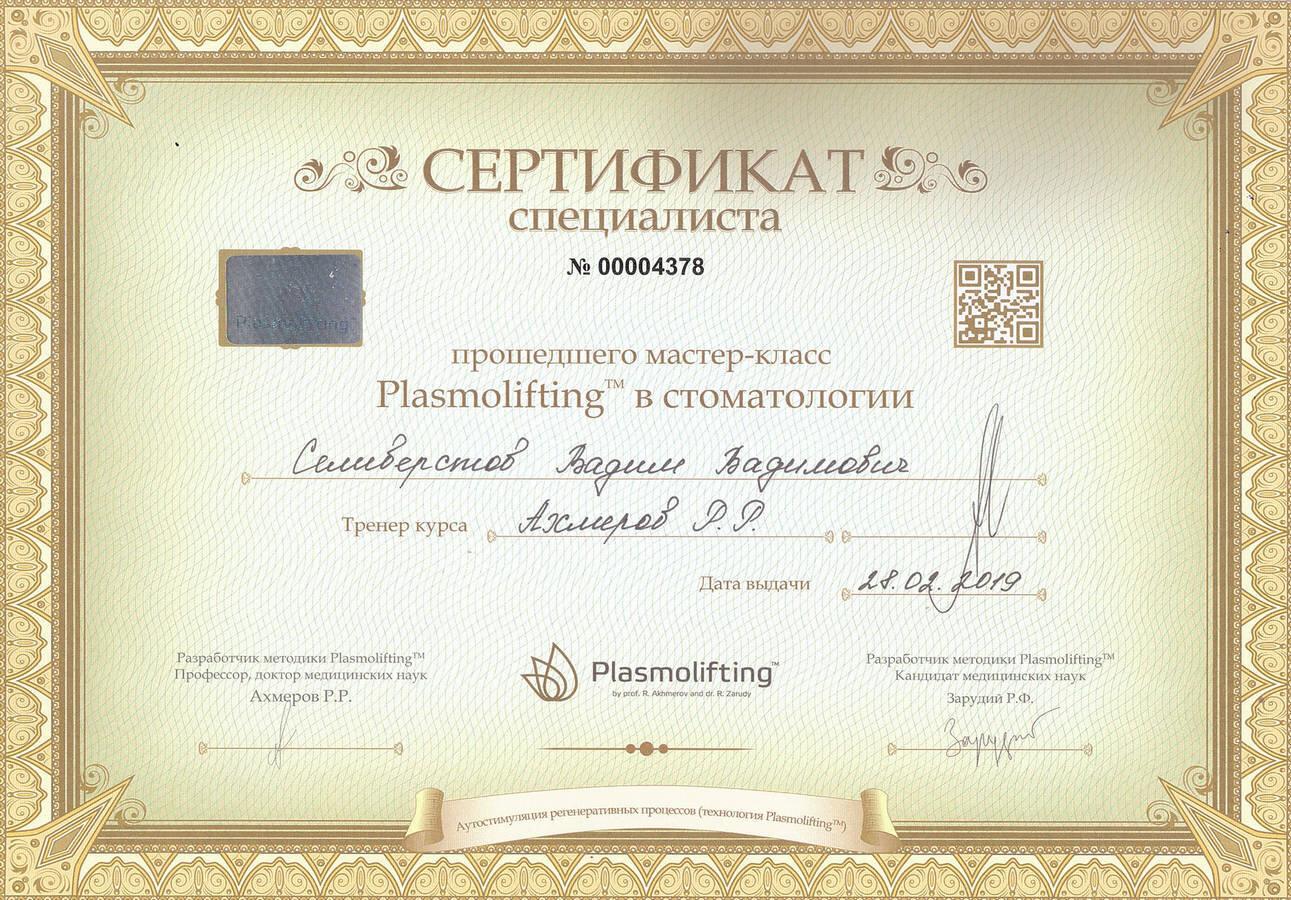 СЕРТИФИКАТ
специалиста
№ 00004378
Plasmolifting
прошедшего мастер-класс
Plasmolifting™ в стоматологии
Селиверстов Вадим Вадимович
Тренер курса Ахмеров Р.Р.
Дата выдачи 28.02.2019
Разработчик методики Plasmolifting™
Профессор, доктор медицинских наук
Ахмеров Р.Р.
Plasmolifting™
by prof. R. Akhmerov and dr. R. Zarudy
Разработчик методики Plasmolifting™
Кандидат медицинских наук
Зарудий Р.Ф.
Аутостимуляция регенеративных процессов (технология Plasmolifting™)